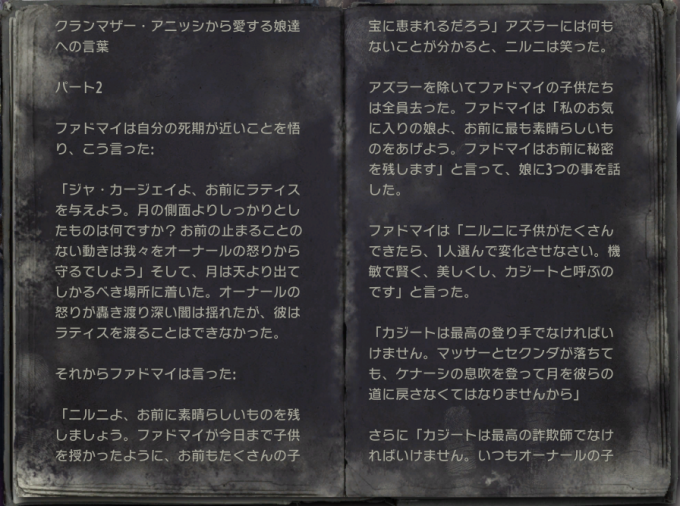 クランマザー・アニッシから愛する娘達
への言葉
パート2
ファドマイは自分の死期が近いことを悟
り、こう言った:
「ジャ・カージェイよ、お前にラティス
を与えよう。月の側面よりしっかりとし
たものは何ですか？お前の止まることの
ない動きは我々をオーナールの怒りから
守るでしょう」そして、月は天より出て
しかるべき場所に着いた。オーナールの
怒りが轟き渡り深い闇は揺れたが、彼は
ラティスを渡ることはできなかった。
それからファドマイは言った:
「ニルニよ、お前に素晴らしいものを残
しましょう。ファドマイが今日まで子供
を授かったように、お前もたくさんの子
宝に恵まれるだろう」アズラーには何も
ないことが分かると、ニルニは笑った。
アズラーを除いてファドマイの子供たち
は全員去った。ファドマイは「私のお気
に入りの娘よ、お前に最も素晴らしいも
のをあげよう。ファドマイはお前に秘密
を残します」と言って、娘に3つの事を話
した。
ファドマイは「ニルニに子供がたくさん
できたら、1人選んで変化させなさい。機
敏で賢く、美しくし、カジートと呼ぶの
です」と言った。
「カジートは最高の登り手でなければい
けません。マッサーとセクンダが落ちて
も、ケナーシの息吹を登って月を彼らの
道に戻さなくてはなりませんから」
さらに「カジートは最高の詐欺師でなけ
ればいけません。いつもオーナールの子